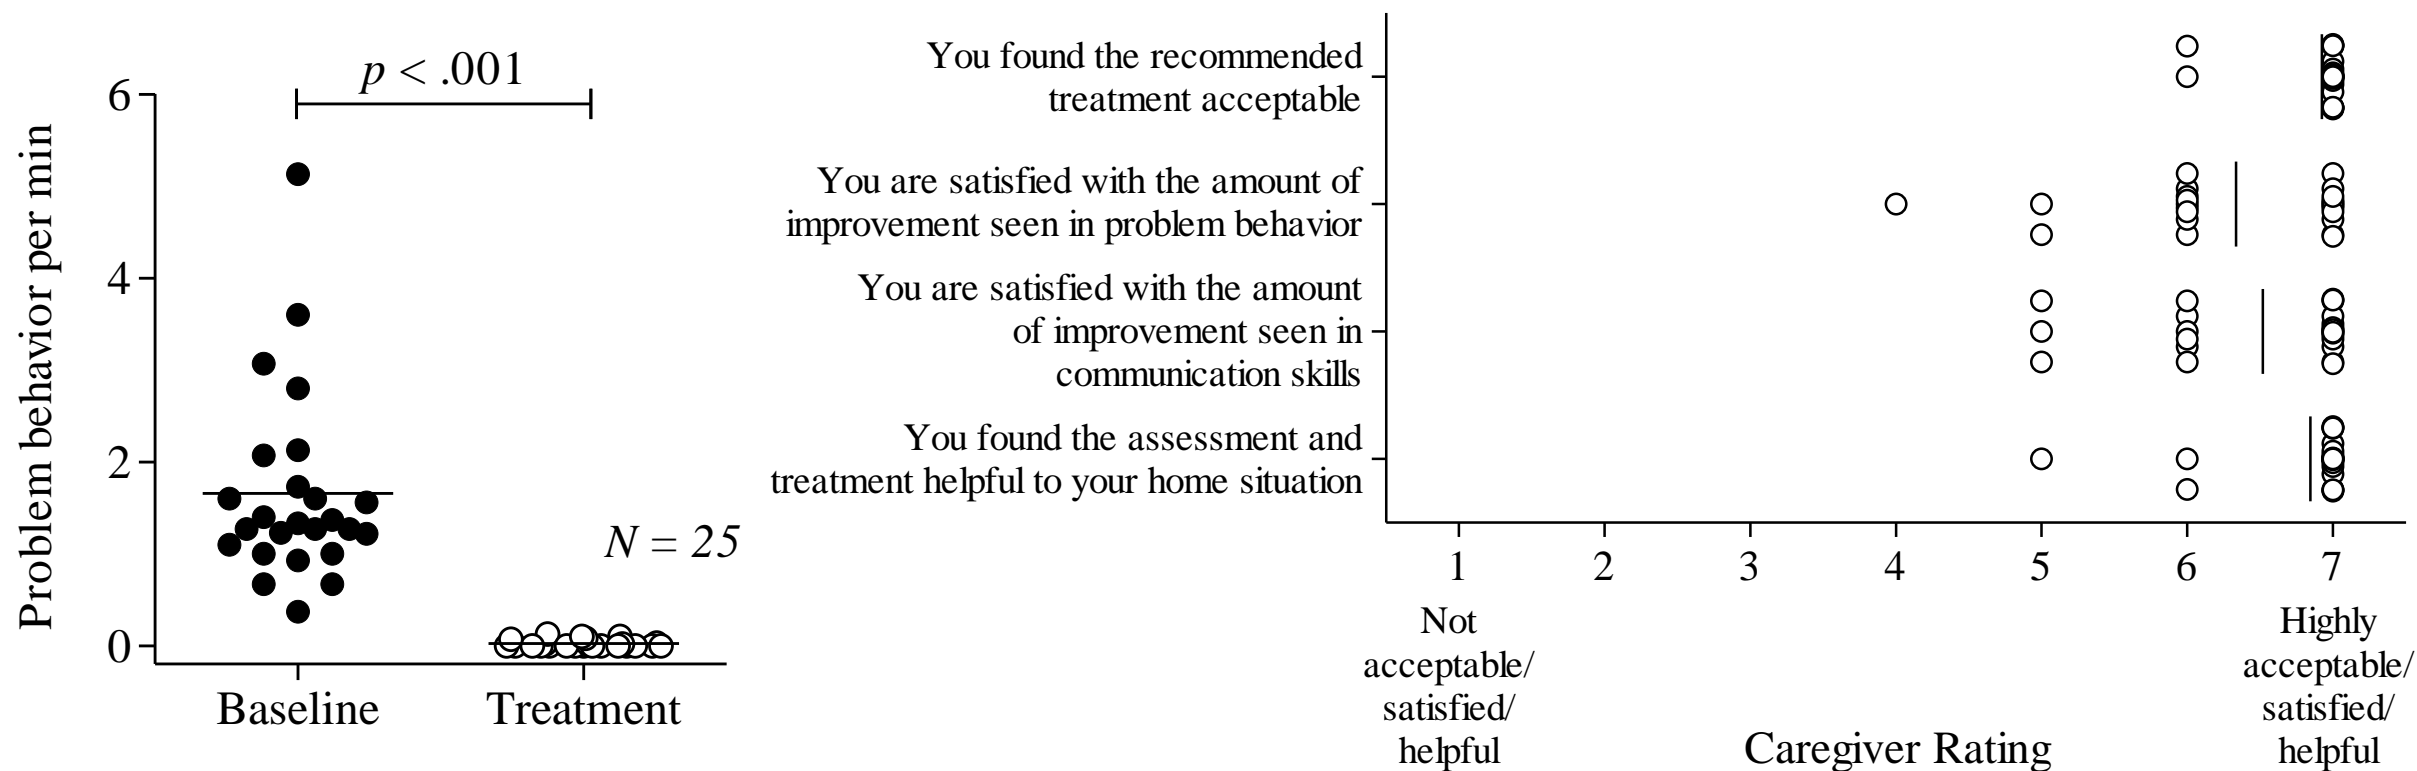 p < .001
6
4
2
0
Problem behavior per min
N = 25
Baseline
Treatment
You found the recommended
treatment acceptable
You are satisfied with the amount of
improvement seen in problem behavior
You are satisfied with the amount
of improvement seen in
communication skills
You found the assessment and
treatment helpful to your home situation
1 2 3 4 5 6 7
Not
acceptable/
satisfied/
helpful
Highly
acceptable/
satisfied/
helpful
Caregiver Rating